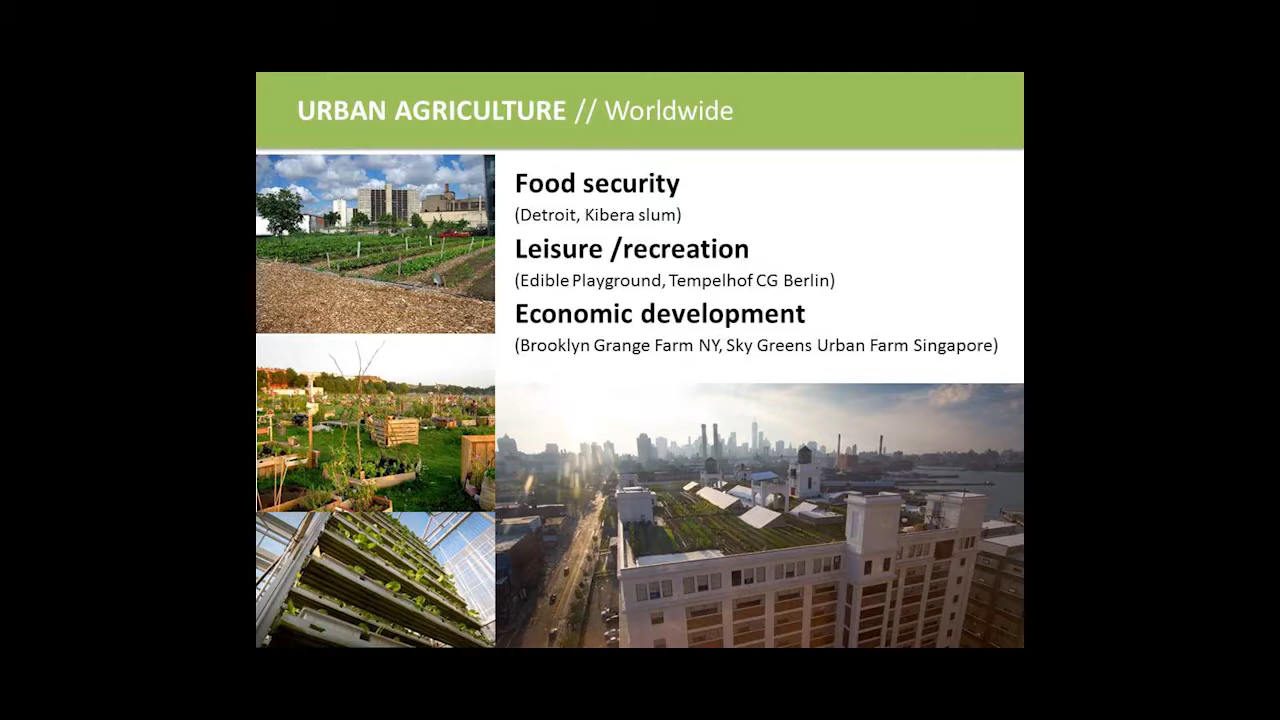 URBAN AGRICULTURE // Worldwide
Food security
(Detroit, Kibera slum)
Leisure /recreation
(Edible Playground, Tempelhof CG Berlin)
Economic development
(Brooklyn Grange Farm NY, Sky Greens Urban Farm Singapore)